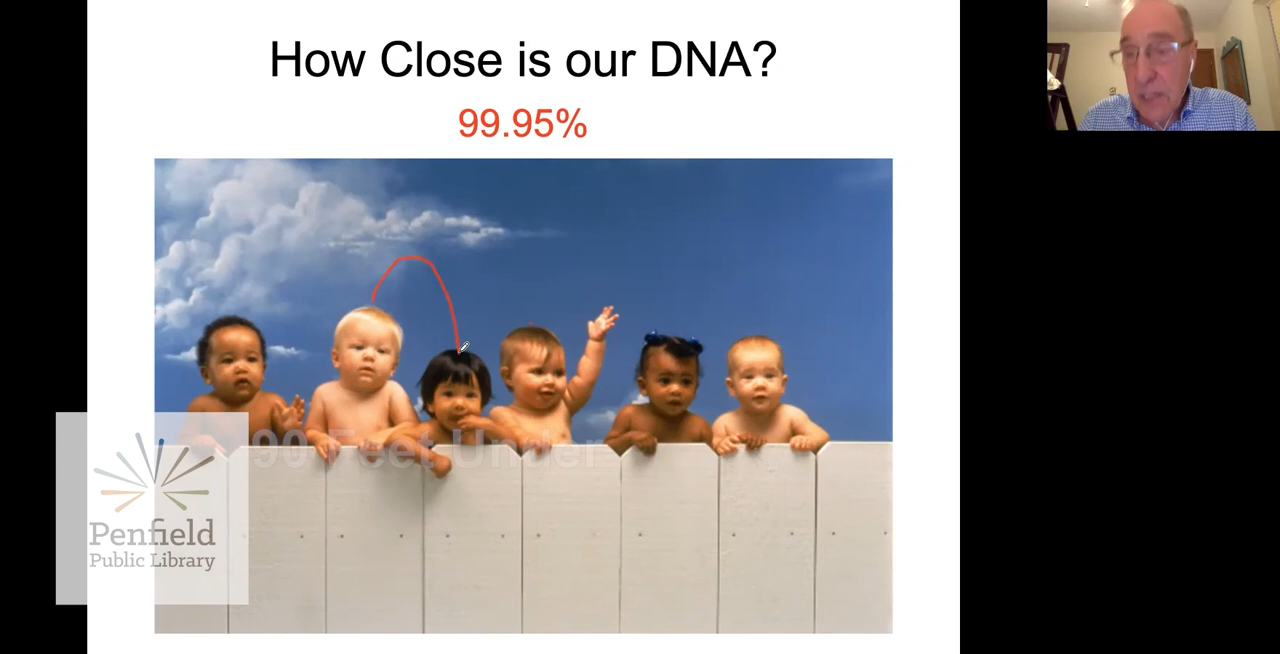 How Close is our DNA?
99.95%
90 Feet Under
Penfield
Public Library